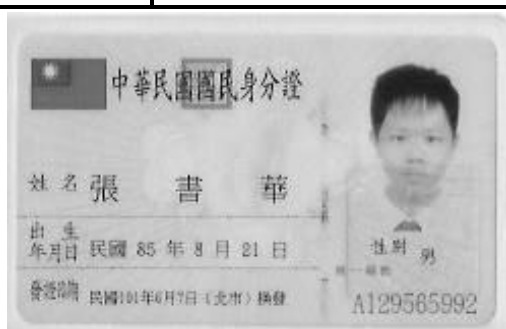 中華民國國民身分證
姓名 張書華
出生年月日 民國 85 年 8 月 21 日
性別 男
發證日期 民國101年6月7日(北市)換發
A129565992